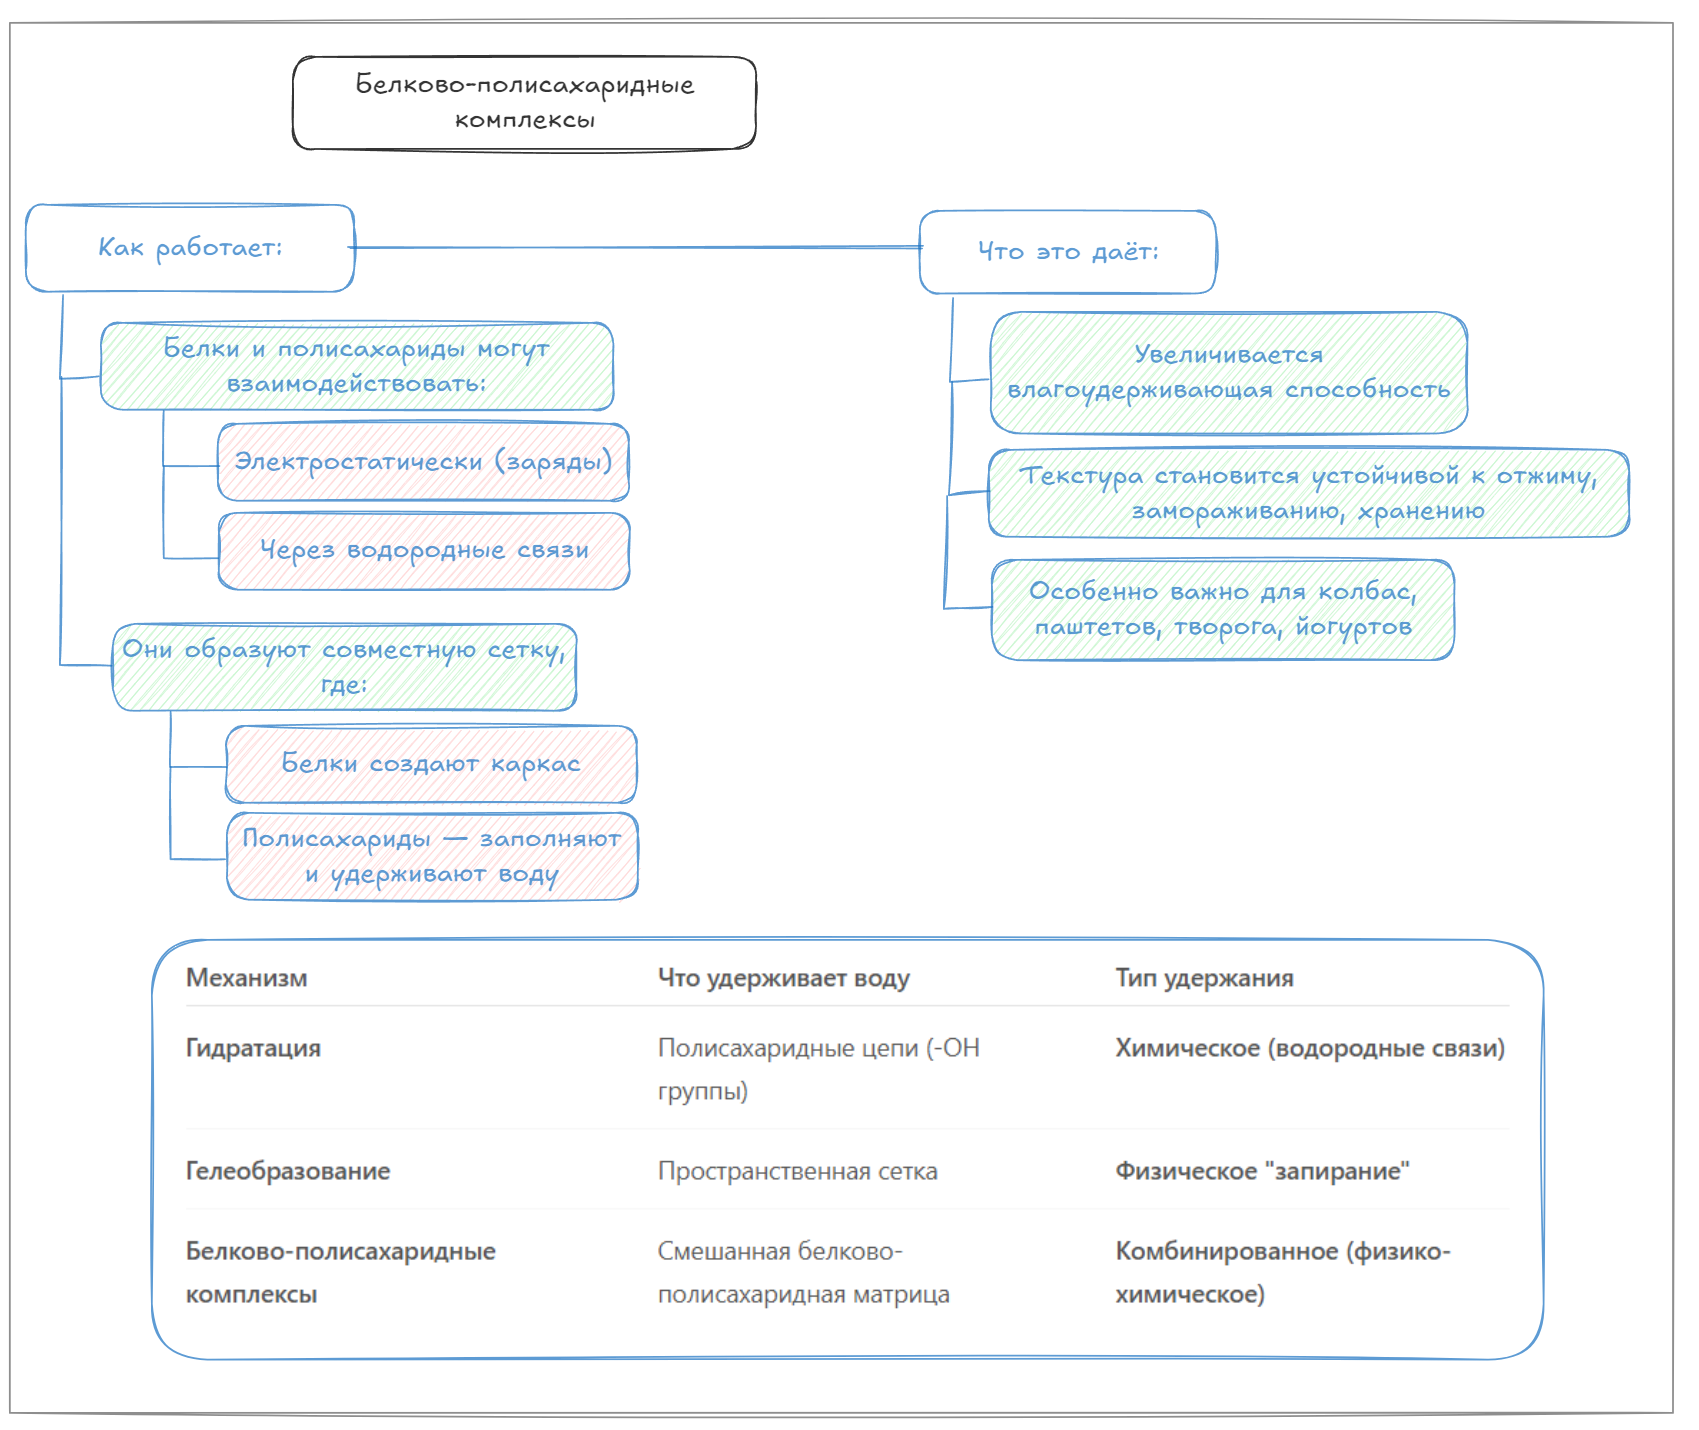 Белково-полисахаридные
комплексы
Как работает:
Белки и полисахариды могут
взаимодействовать:
Электростатически (заряды)
Через водородные связи
Они образуют совместную сетку,
где:
Белки создают каркас
Полисахариды — заполняют
и удерживают воду
Что это даёт:
Увеличивается
влагоудерживающая способность
Текстура становится устойчивой к отжиму,
замораживанию, хранению
Особенно важно для колбас,
паштетов, творога, йогуртов
Механизм
Что удерживает воду
Тип удержания
Гидратация
Полисахаридные цепи (-OH
группы)
Химическое (водородные связи)
Гелеобразование
Пространственная сетка
Физическое "запирание"
Белково-полисахаридные
комплексы
Смешанная белково-
полисахаридная матрица
Комбинированное (физико-
химическое)